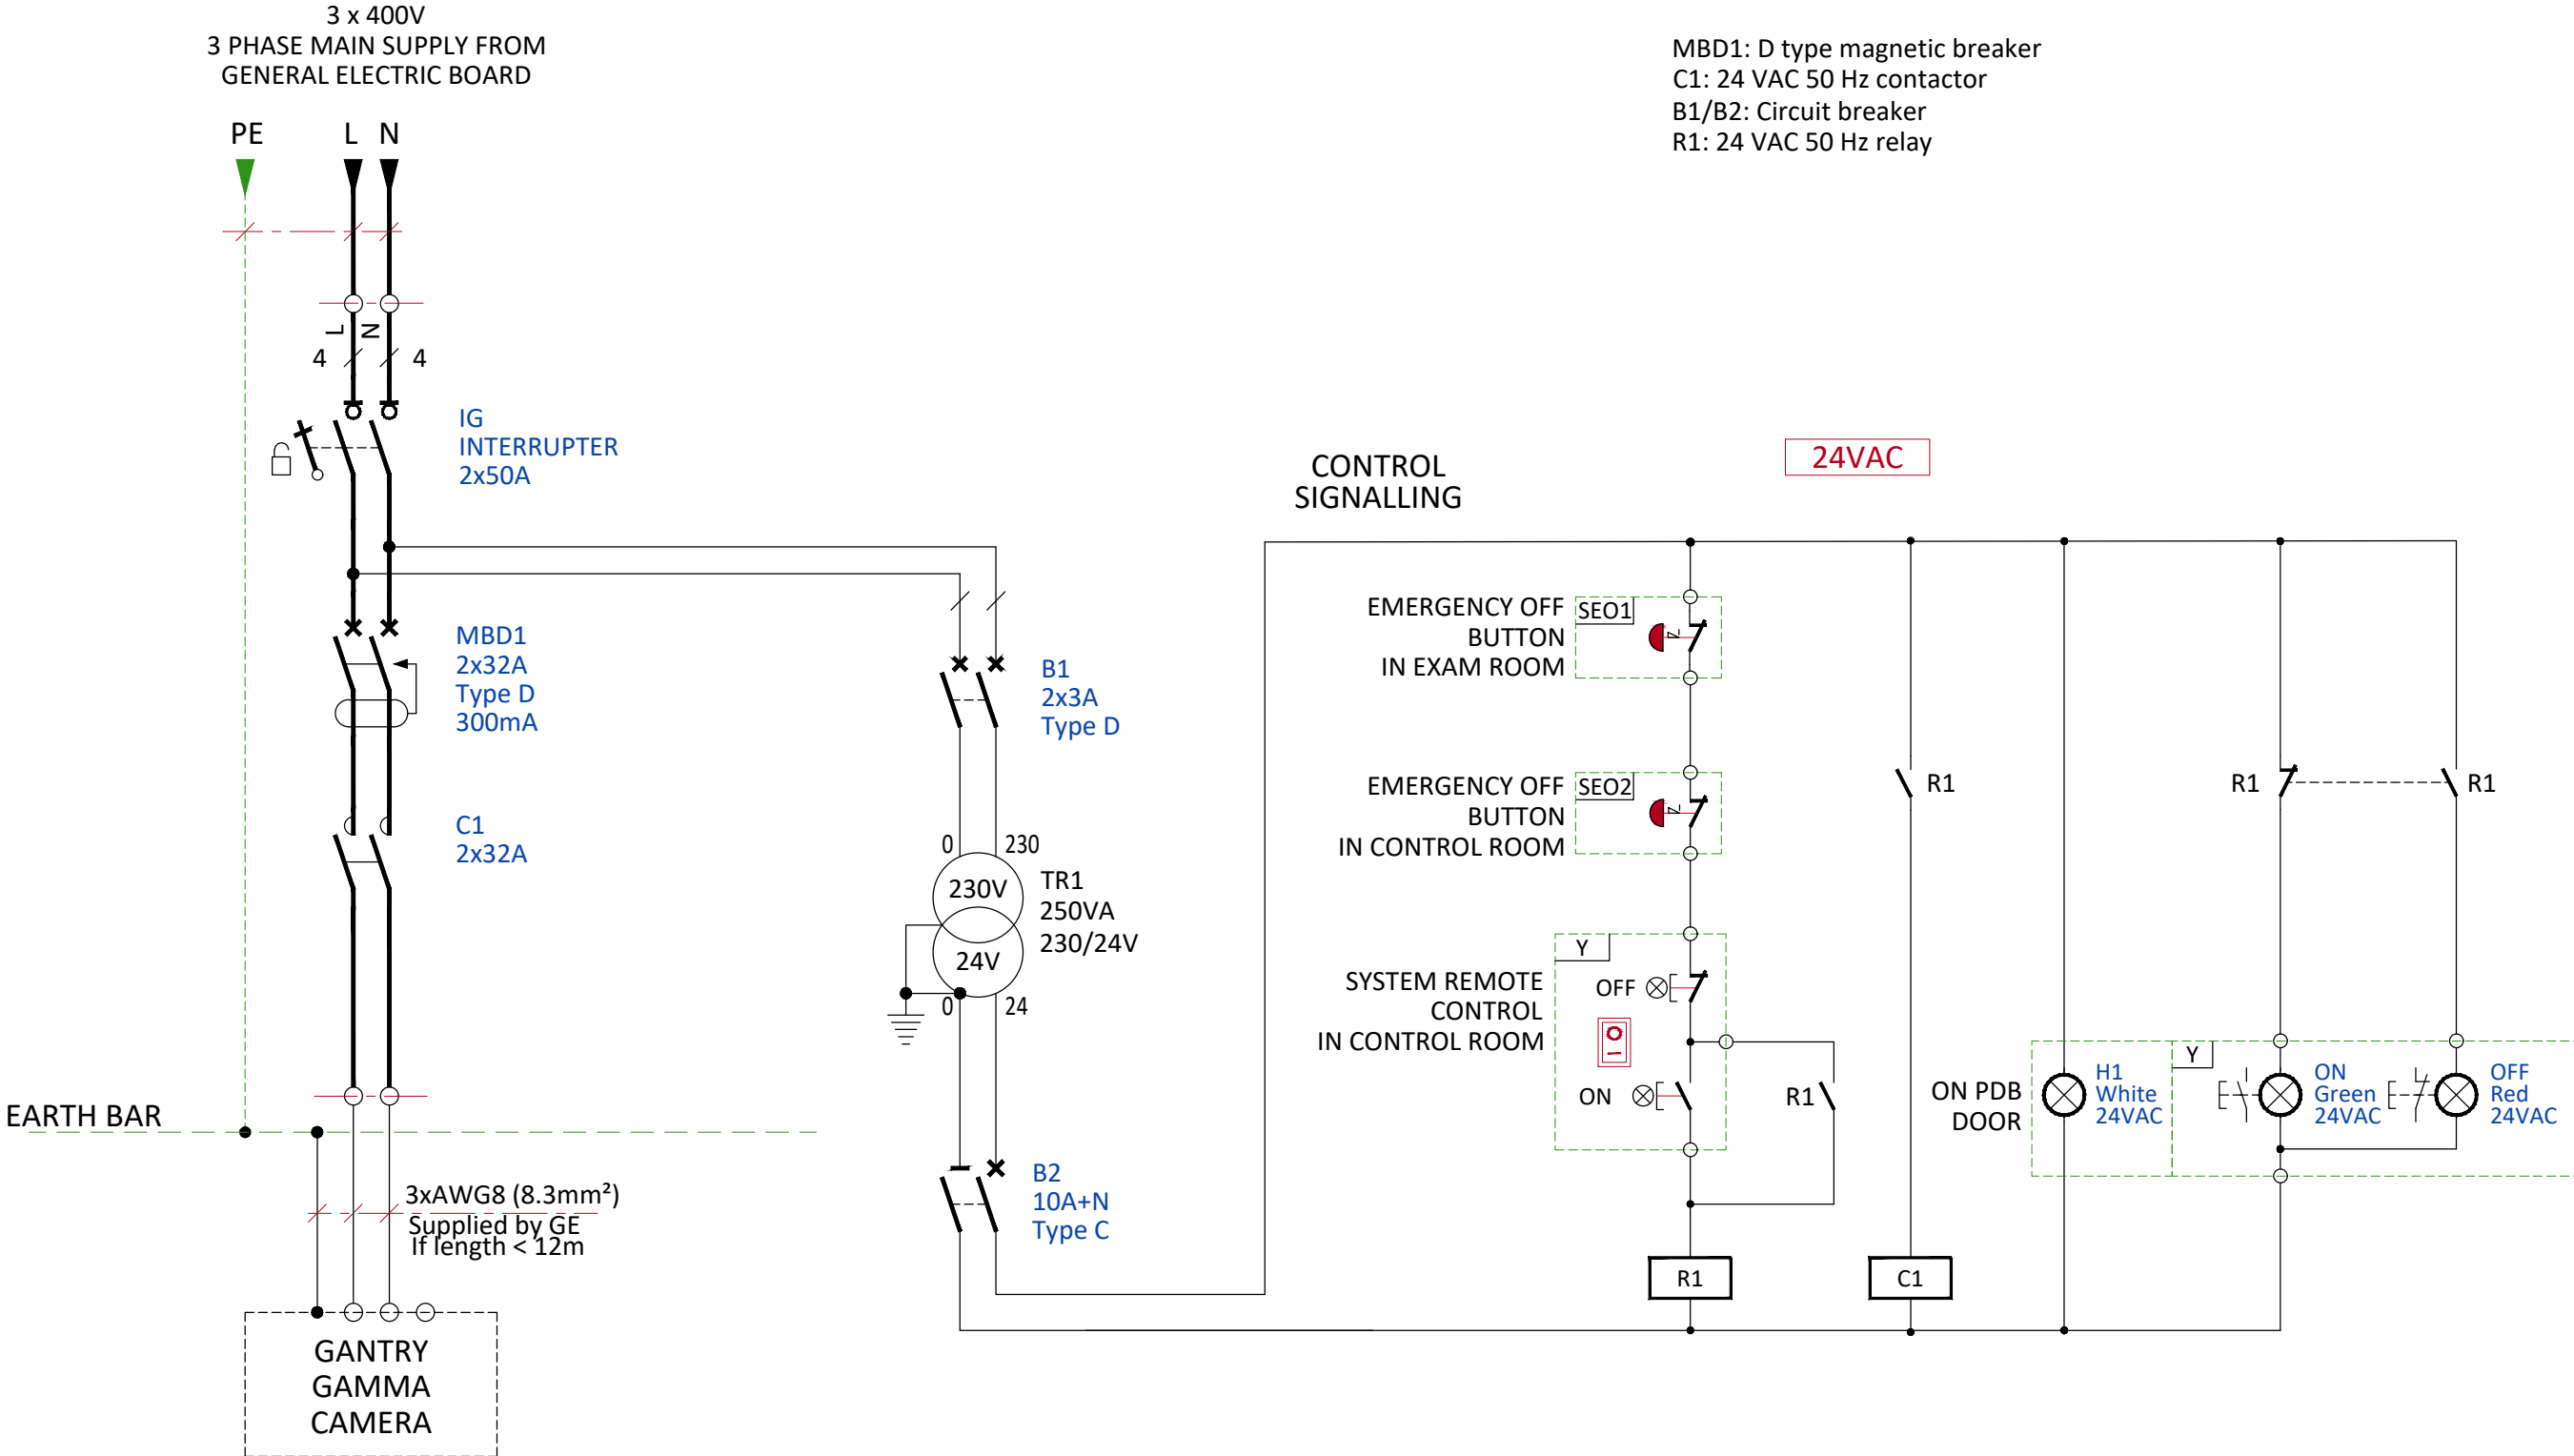 3 x 400V
3 PHASE MAIN SUPPLY FROM
GENERAL ELECTRIC BOARD
MBD1: D type magnetic breaker
C1: 24 VAC 50 Hz contactor
B1/B2: Circuit breaker
R1: 24 VAC 50 Hz relay
PE L N
L N
4 4
IG
INTERRUPTER
2x50A
MBD1
2x32A
Type D
300mA
C1
2x32A
EARTH BAR
3xAWG8 (8.3mm²)
Supplied by GE
If length < 12m
GANTRY
GAMMA
CAMERA
B1
2x3A
Type D
0 230
230V
24V
TR1
250VA
230/24V
0 24
B2
10A+N
Type C
CONTROL
SIGNALLING
24VAC
EMERGENCY OFF
BUTTON
IN EXAM ROOM
SEO1
EMERGENCY OFF
BUTTON
IN CONTROL ROOM
SEO2
SYSTEM REMOTE
CONTROL
IN CONTROL ROOM
Y
OFF
O
I
ON
R1
R1
R1
C1
R1
R1
ON PDB
DOOR
H1
White
24VAC
Y
ON
Green
24VAC
OFF
Red
24VAC